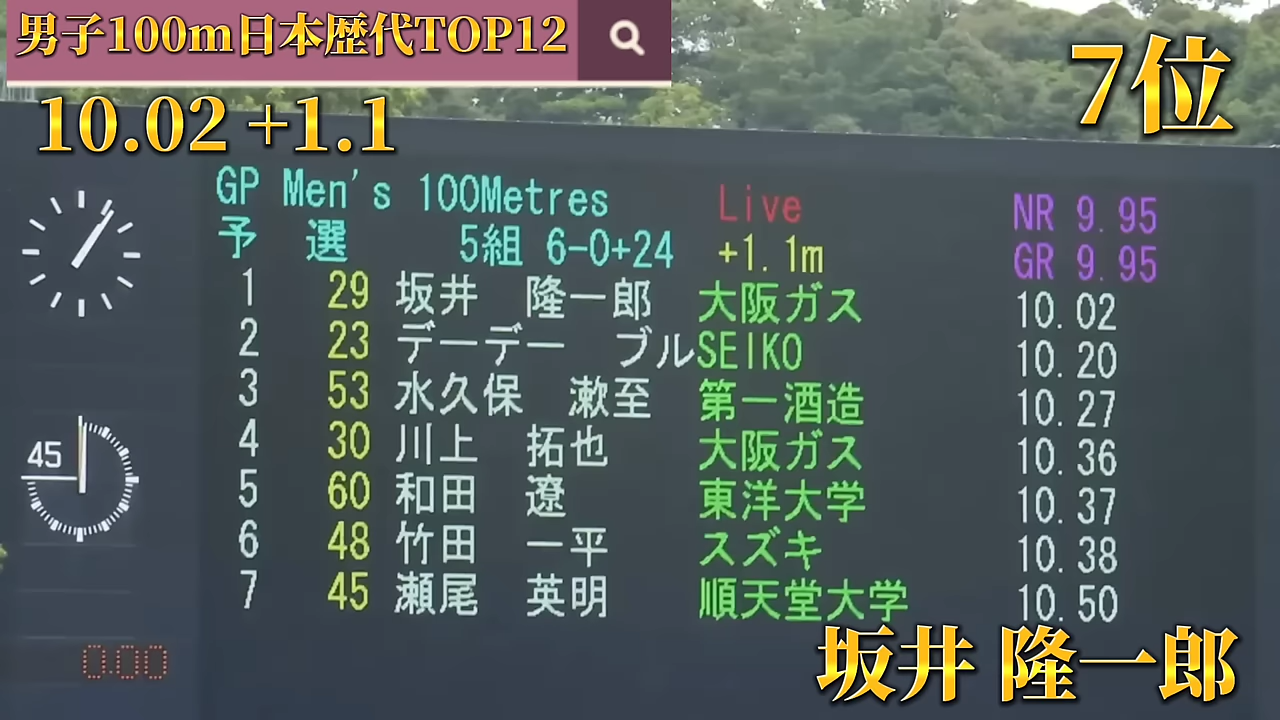 男子100m日本歴代TOP12
7位
10.02 +1.1
GP Men's 100Metres Live NR 9.95
予 選 5組 6-0+24 +1.1m GR 9.95
1 29 坂井 隆一郎 大阪ガス 10.02
2 23 デーデー ブル SEIKO 10.20
3 53 水久保 漱至 第一酒造 10.27
4 30 川上 拓也 大阪ガス 10.36
5 60 和田 遼 東洋大学 10.37
6 48 竹田 一平 スズキ 10.38
7 45 瀬尾 英明 順天堂大学 10.50
45
0.00
坂井 隆一郎